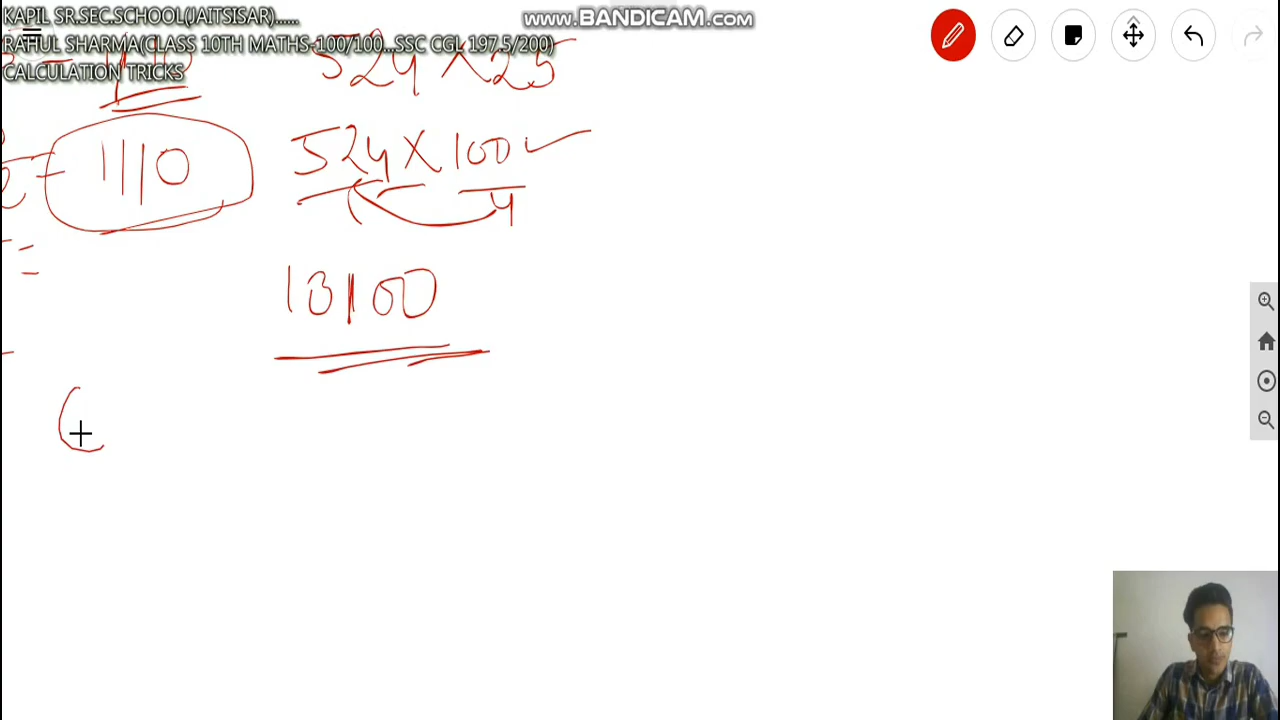 KAPIL SR.SEC.SCHOOL(JAITSISAR)......
www.BANDICAM.com
RAHUL SHARMA(CLASS 10TH MATHS-100/100...SSC CGL 197.5/200)
CALCULATION TRICKS
524 × 25
= 1110
524 × 100
4
13100
(